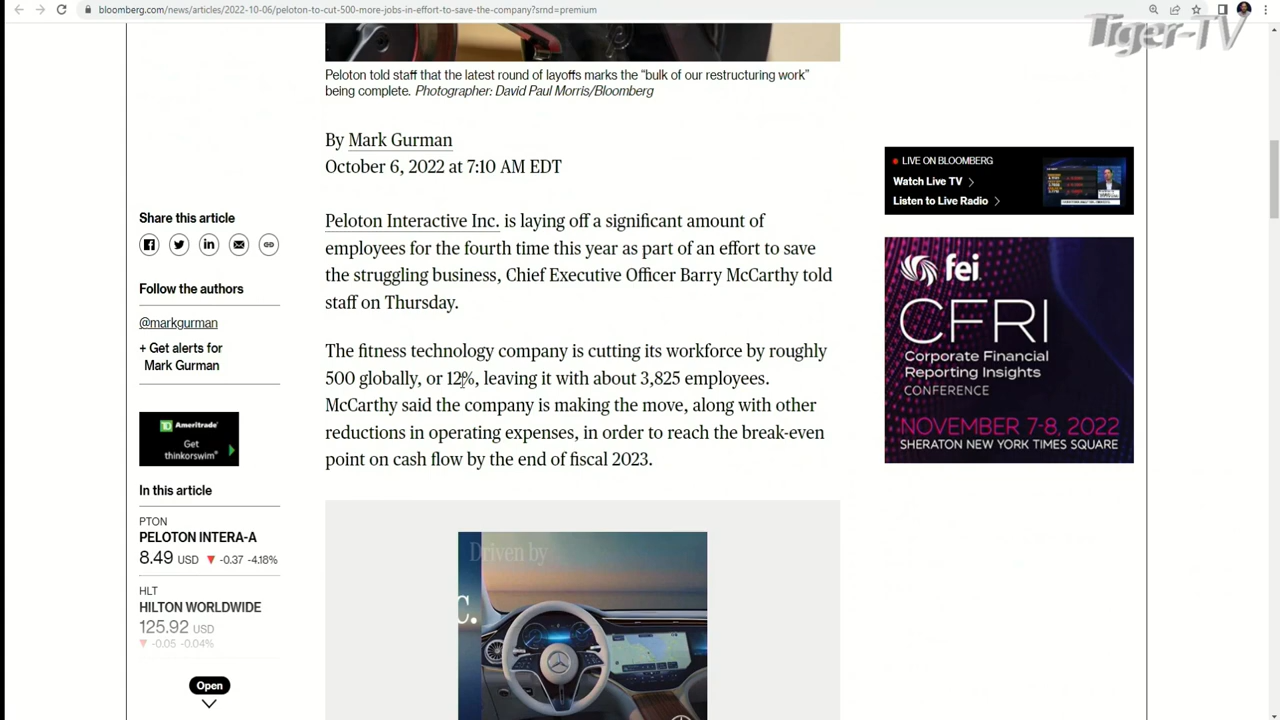 bloomberg.com/news/articles/2022-10-06/peloton-to-cut-500-more-jobs-in-effort-to-save-the-company?srnd=premium
Tiger-TV
Peloton told staff that the latest round of layoffs marks the “bulk of our restructuring work”
being complete. Photographer: David Paul Morris/Bloomberg
By Mark Gurman
October 6, 2022 at 7:10 AM EDT
Share this article
Follow the authors
@markgurman
+ Get alerts for
Mark Gurman
Ameritrade
Get
thinkorswim®
In this article
PTON
PELOTON INTERA-A
8.49 USD ▼ -0.37 -4.18%
HLT
HILTON WORLDWIDE
125.92 USD
▼ -0.05 -0.04%
Open
Peloton Interactive Inc. is laying off a significant amount of
employees for the fourth time this year as part of an effort to save
the struggling business, Chief Executive Officer Barry McCarthy told
staff on Thursday.
The fitness technology company is cutting its workforce by roughly
500 globally, or 12%, leaving it with about 3,825 employees.
McCarthy said the company is making the move, along with other
reductions in operating expenses, in order to reach the break-even
point on cash flow by the end of fiscal 2023.
Driven by
C.
LIVE ON BLOOMBERG
Watch Live TV
Listen to Live Radio
fei
CFRI
Corporate Financial
Reporting Insights
CONFERENCE
NOVEMBER 7-8, 2022
SHERATON NEW YORK TIMES SQUARE